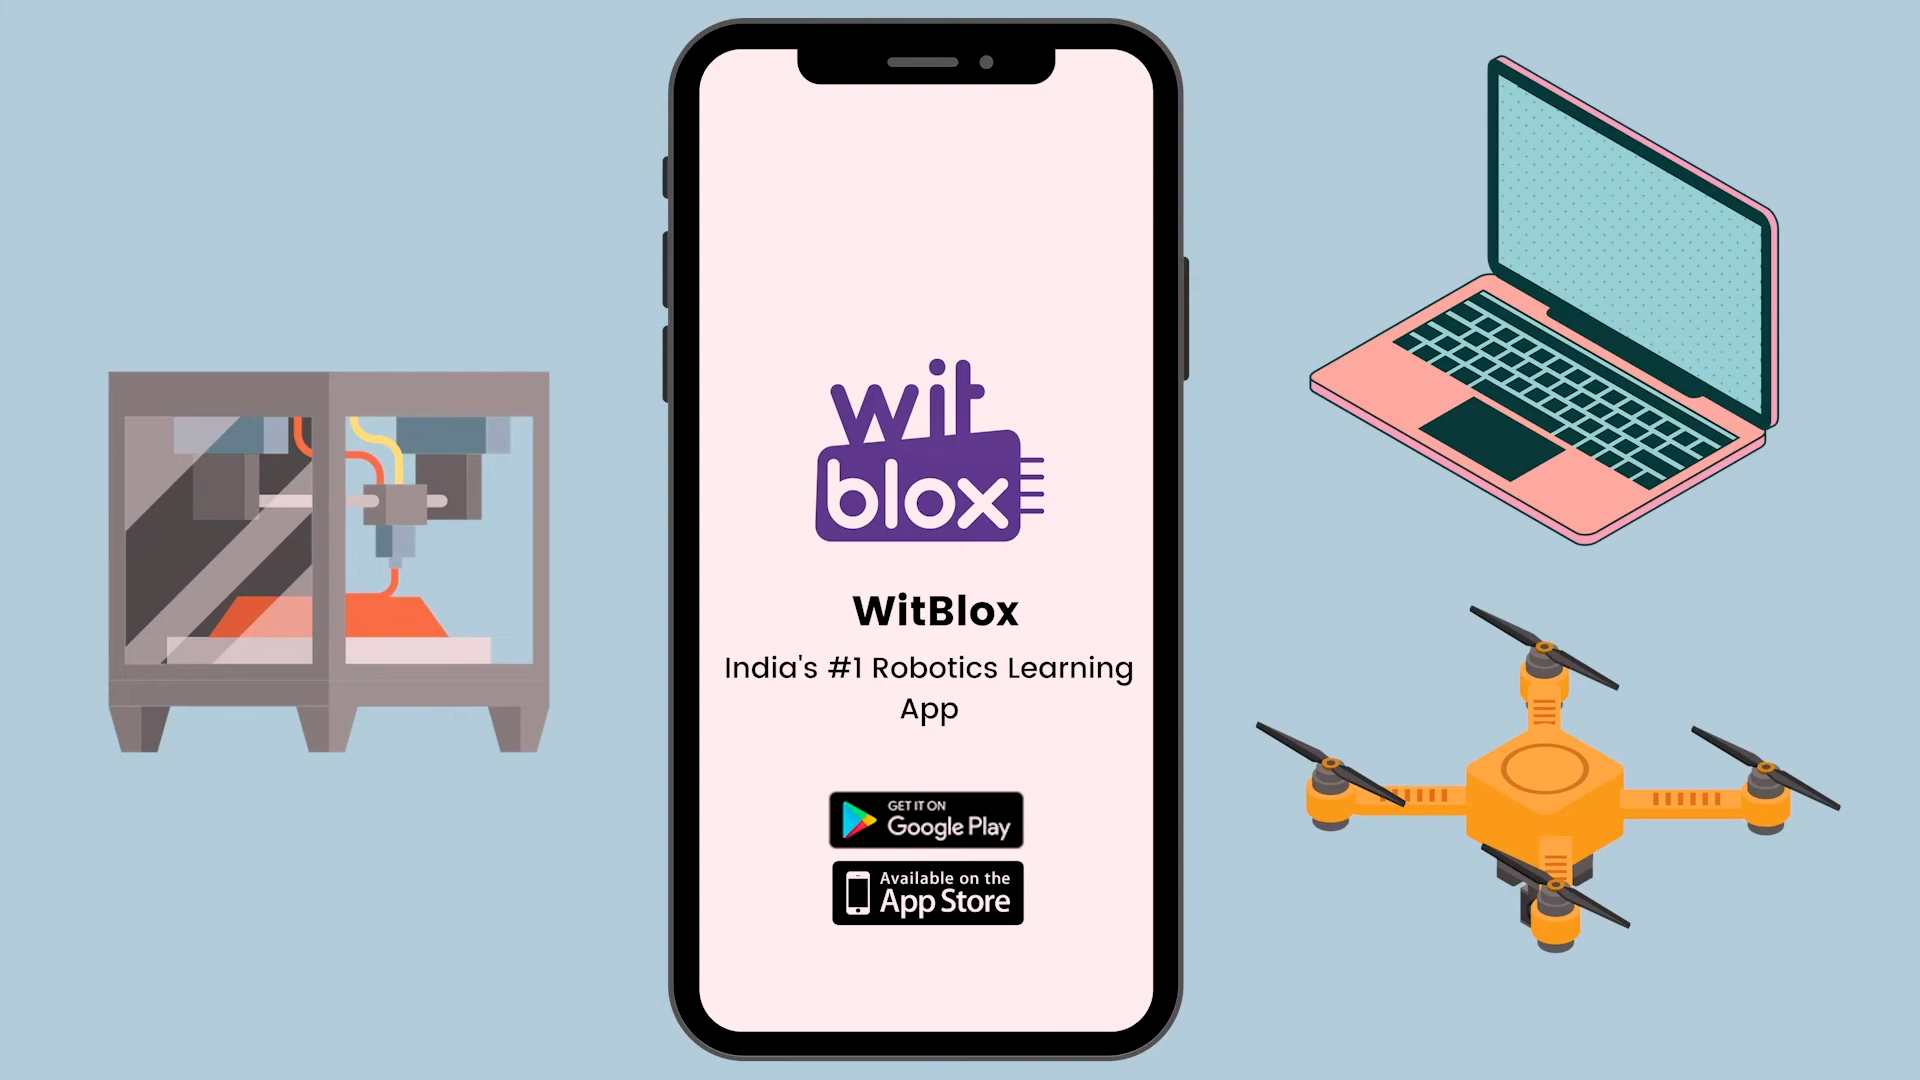 wit
blox
WitBlox
India's #1 Robotics Learning
App
GET IT ON
Google Play
Available on the
App Store